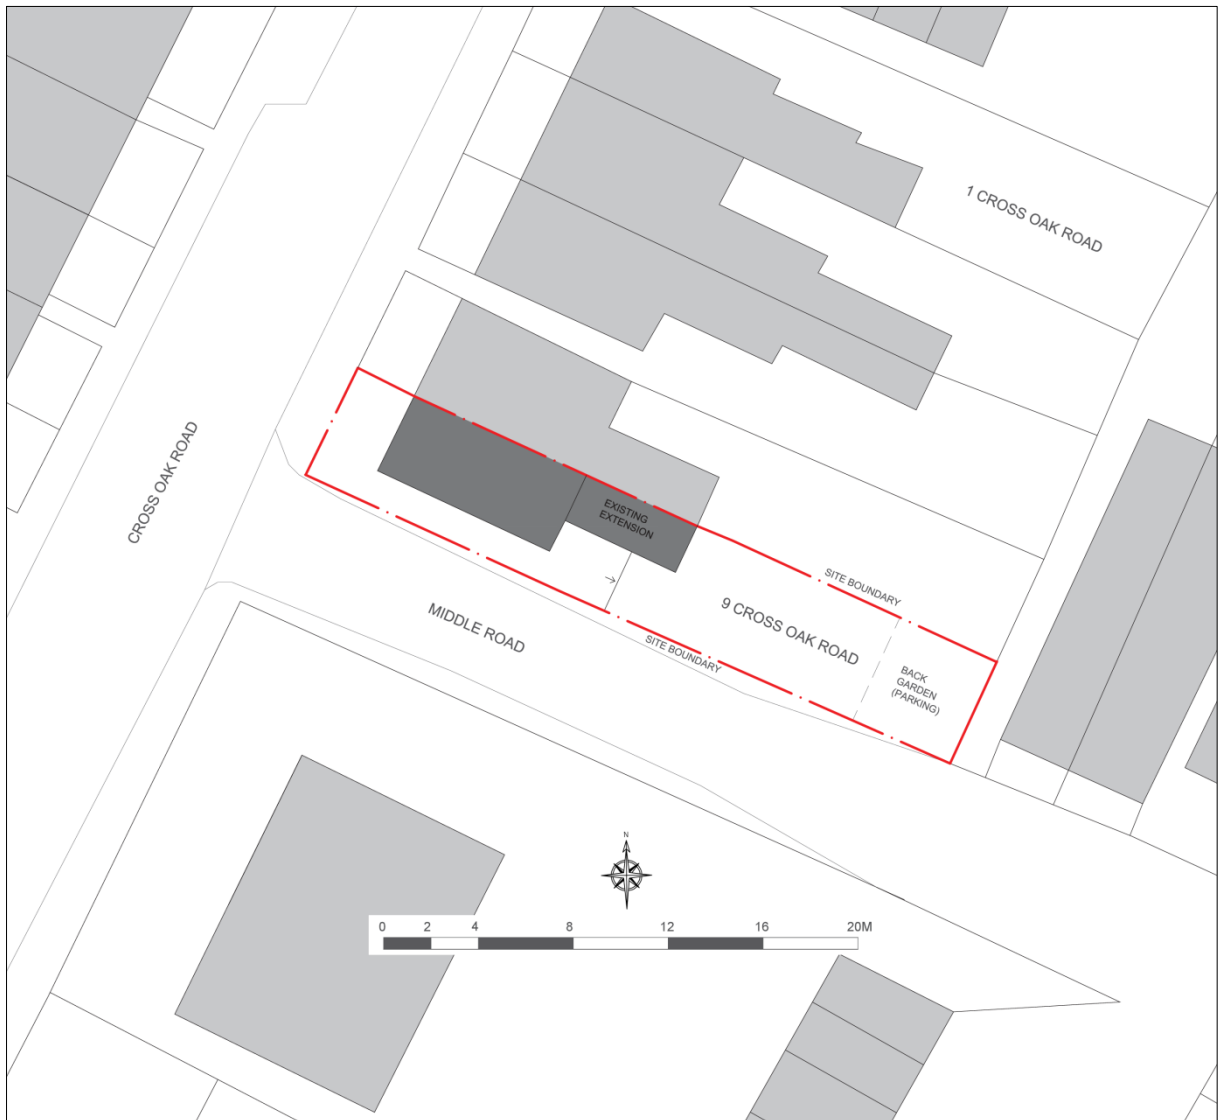 1 CROSS OAK ROAD
CROSS OAK ROAD
EXISTING
EXTENSION
SITE BOUNDARY
9 CROSS OAK ROAD
MIDDLE ROAD
SITE BOUNDARY
BACK
GARDEN
(PARKING)
N
0 2 4 8 12 16 20M